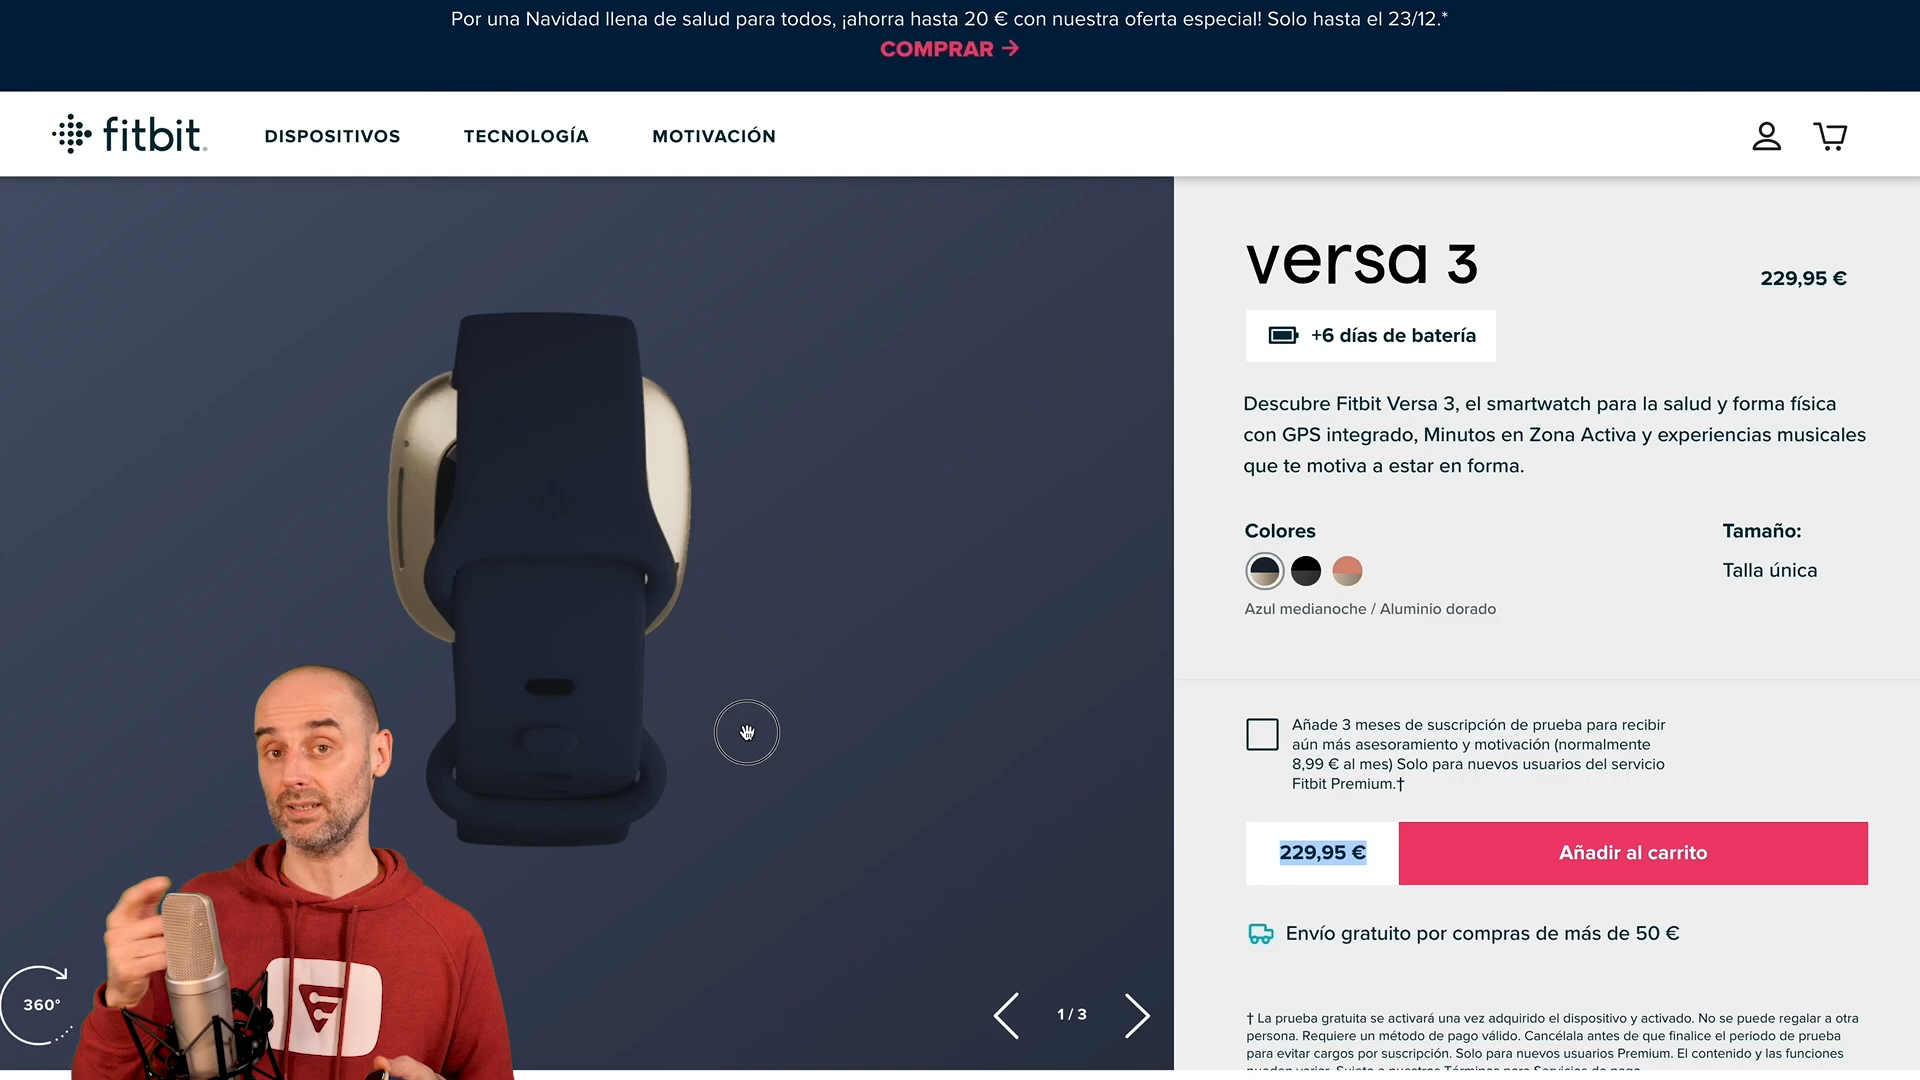 Por una Navidad llena de salud para todos, ¡ahorra hasta 20 € con nuestra oferta especial! Solo hasta el 23/12.*
COMPRAR →
fitbit
DISPOSITIVOS
TECNOLOGÍA
MOTIVACIÓN
versa 3
229,95 €
+6 días de batería
Descubre Fitbit Versa 3, el smartwatch para la salud y forma física
con GPS integrado, Minutos en Zona Activa y experiencias musicales
que te motiva a estar en forma.
Colores
Tamaño:
Talla única
Azul medianoche / Aluminio dorado
Añade 3 meses de suscripción de prueba para recibir
aún más asesoramiento y motivación (normalmente
8,99 € al mes) Solo para nuevos usuarios del servicio
Fitbit Premium.†
229,95 €
Añadir al carrito
Envío gratuito por compras de más de 50 €
360°
1 / 3
† La prueba gratuita se activará una vez adquirido el dispositivo y activado. No se puede regalar a otra
persona. Requiere un método de pago válido. Cancélala antes de que finalice el periodo de prueba
para evitar cargos por suscripción. Solo para nuevos usuarios Premium. El contenido y las funciones